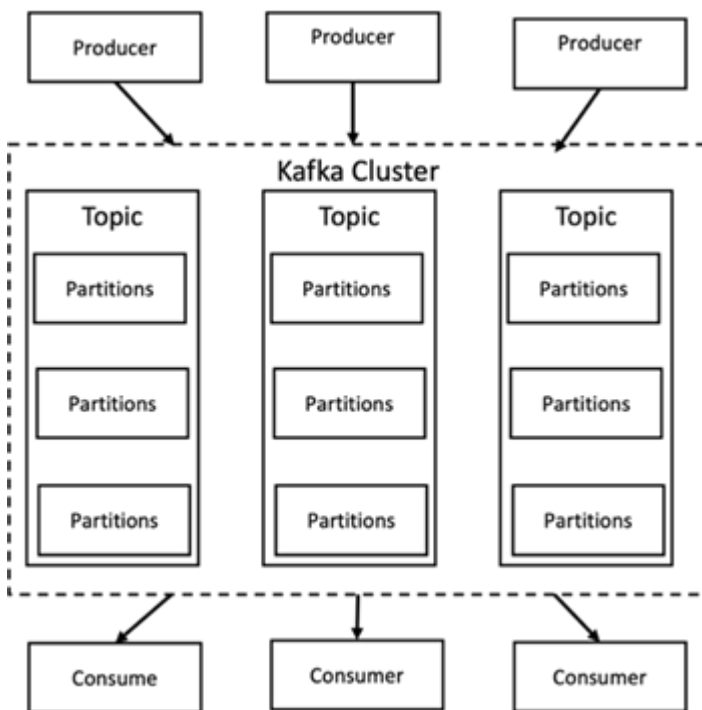 Producer
Producer
Producer
Kafka Cluster
Topic
Topic
Topic
Partitions
Partitions
Partitions
Partitions
Partitions
Partitions
Partitions
Partitions
Partitions
Consume
Consumer
Consumer